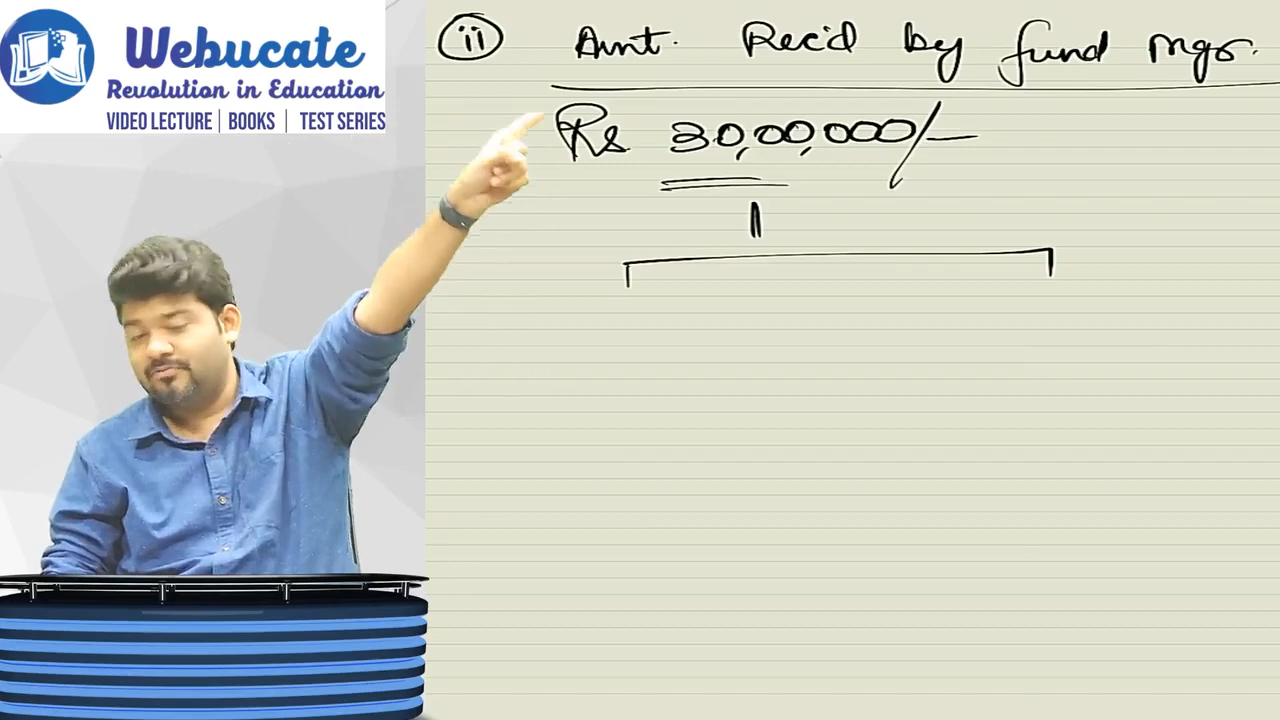 Webucate
Revolution in Education
VIDEO LECTURE | BOOKS | TEST SERIES
(ii) Amt. Rec'd by fund Mgr.
Rs 30,00,000/-